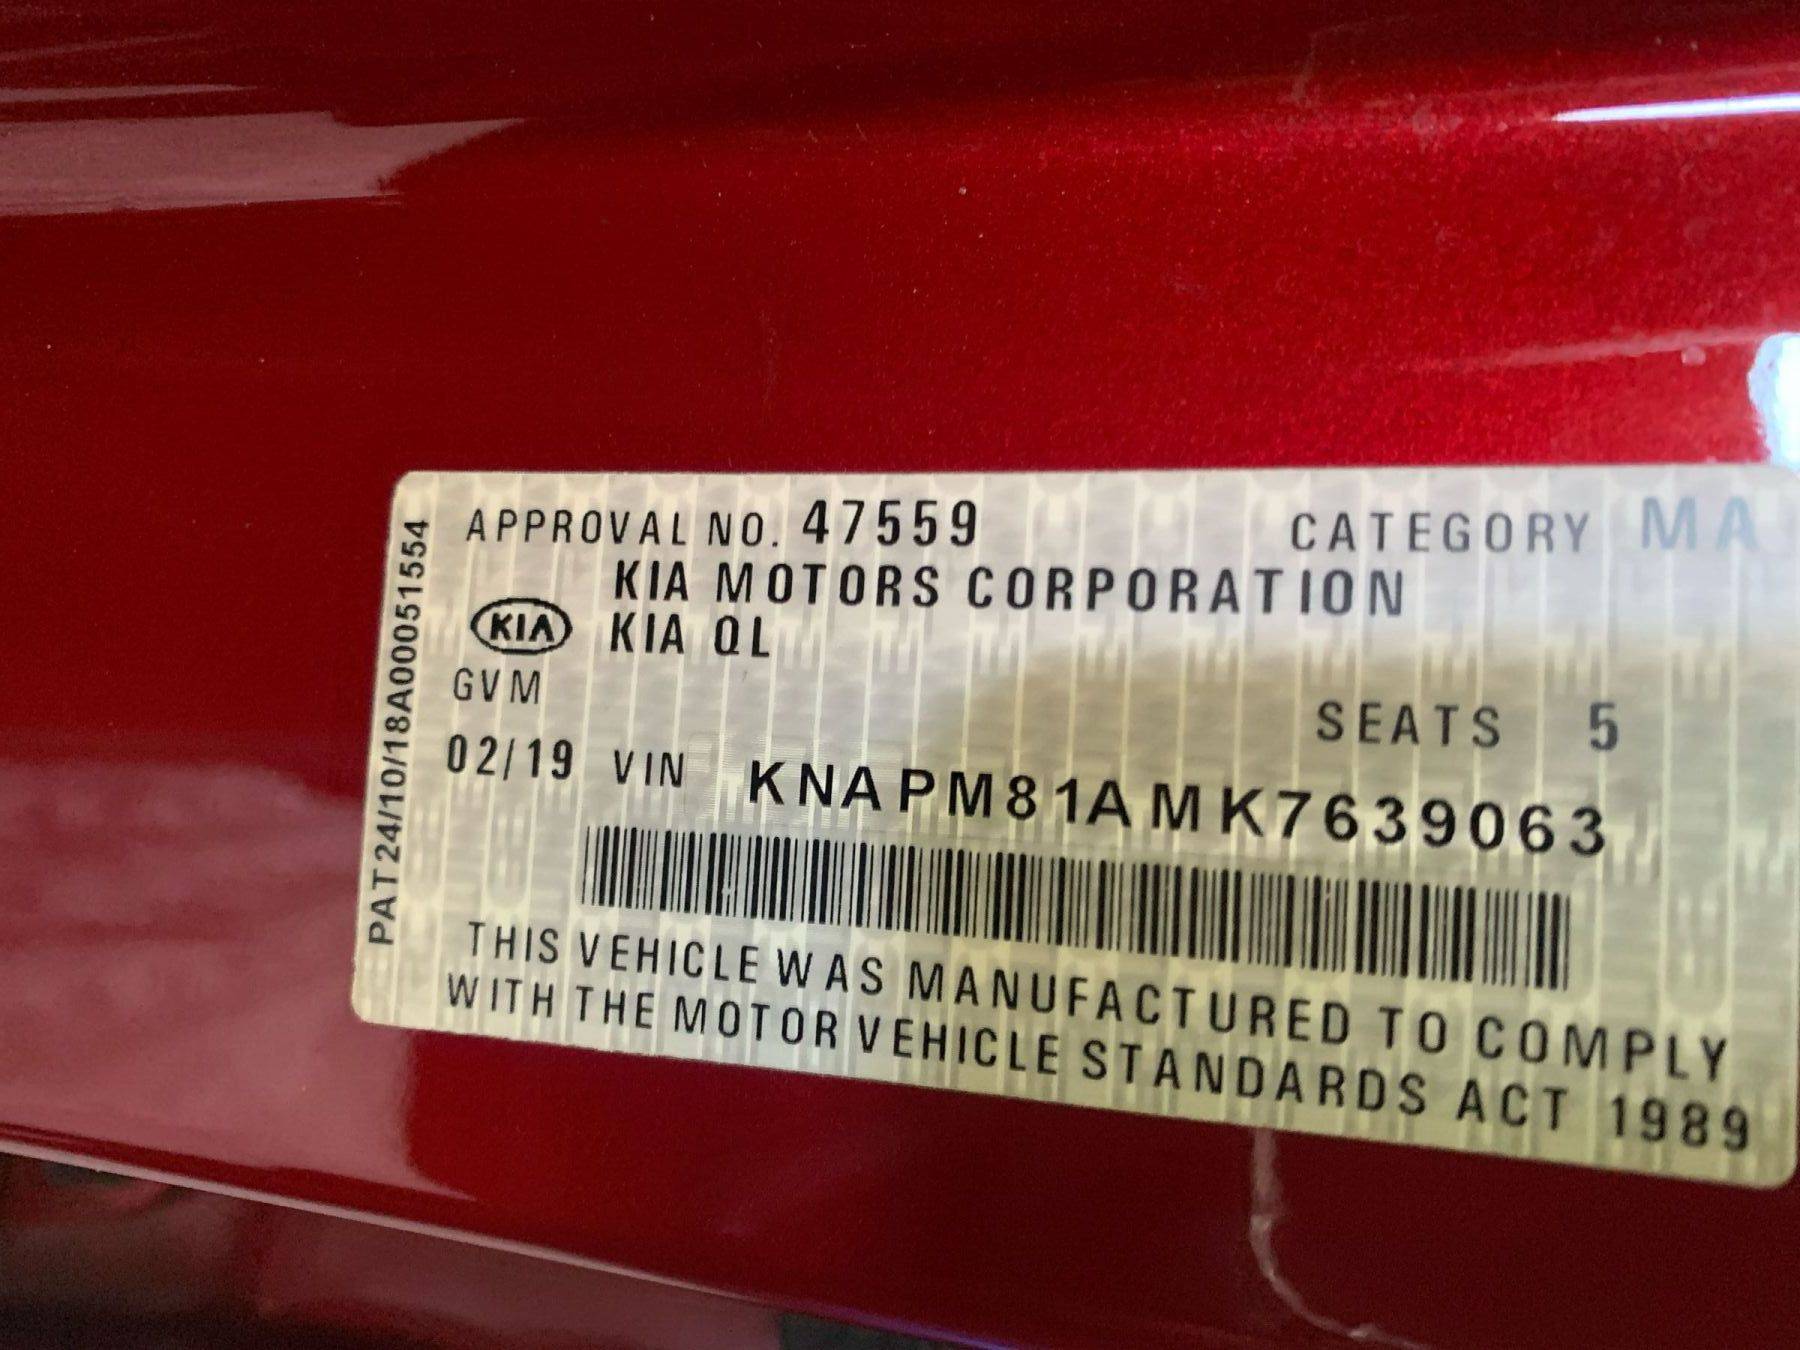 APPROVAL NO. 47559 CATEGORY MA
KIA MOTORS CORPORATION
KIA KIA QL
GVM
SEATS 5
02/19 VIN KNAPM81AMK7639063
THIS VEHICLE WAS MANUFACTURED TO COMPLY
WITH THE MOTOR VEHICLE STANDARDS ACT 1989
PAT24/10/18A00051554